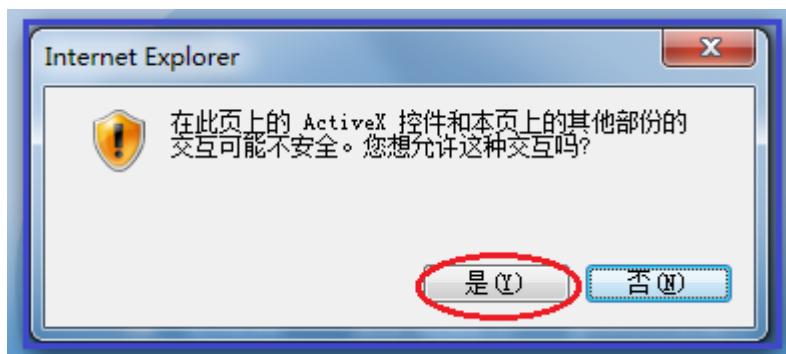 Internet Explorer
在此页上的 ActiveX 控件和本页上的其他部份的
交互可能不安全。您想允许这种交互吗?
是(Y)
否(N)